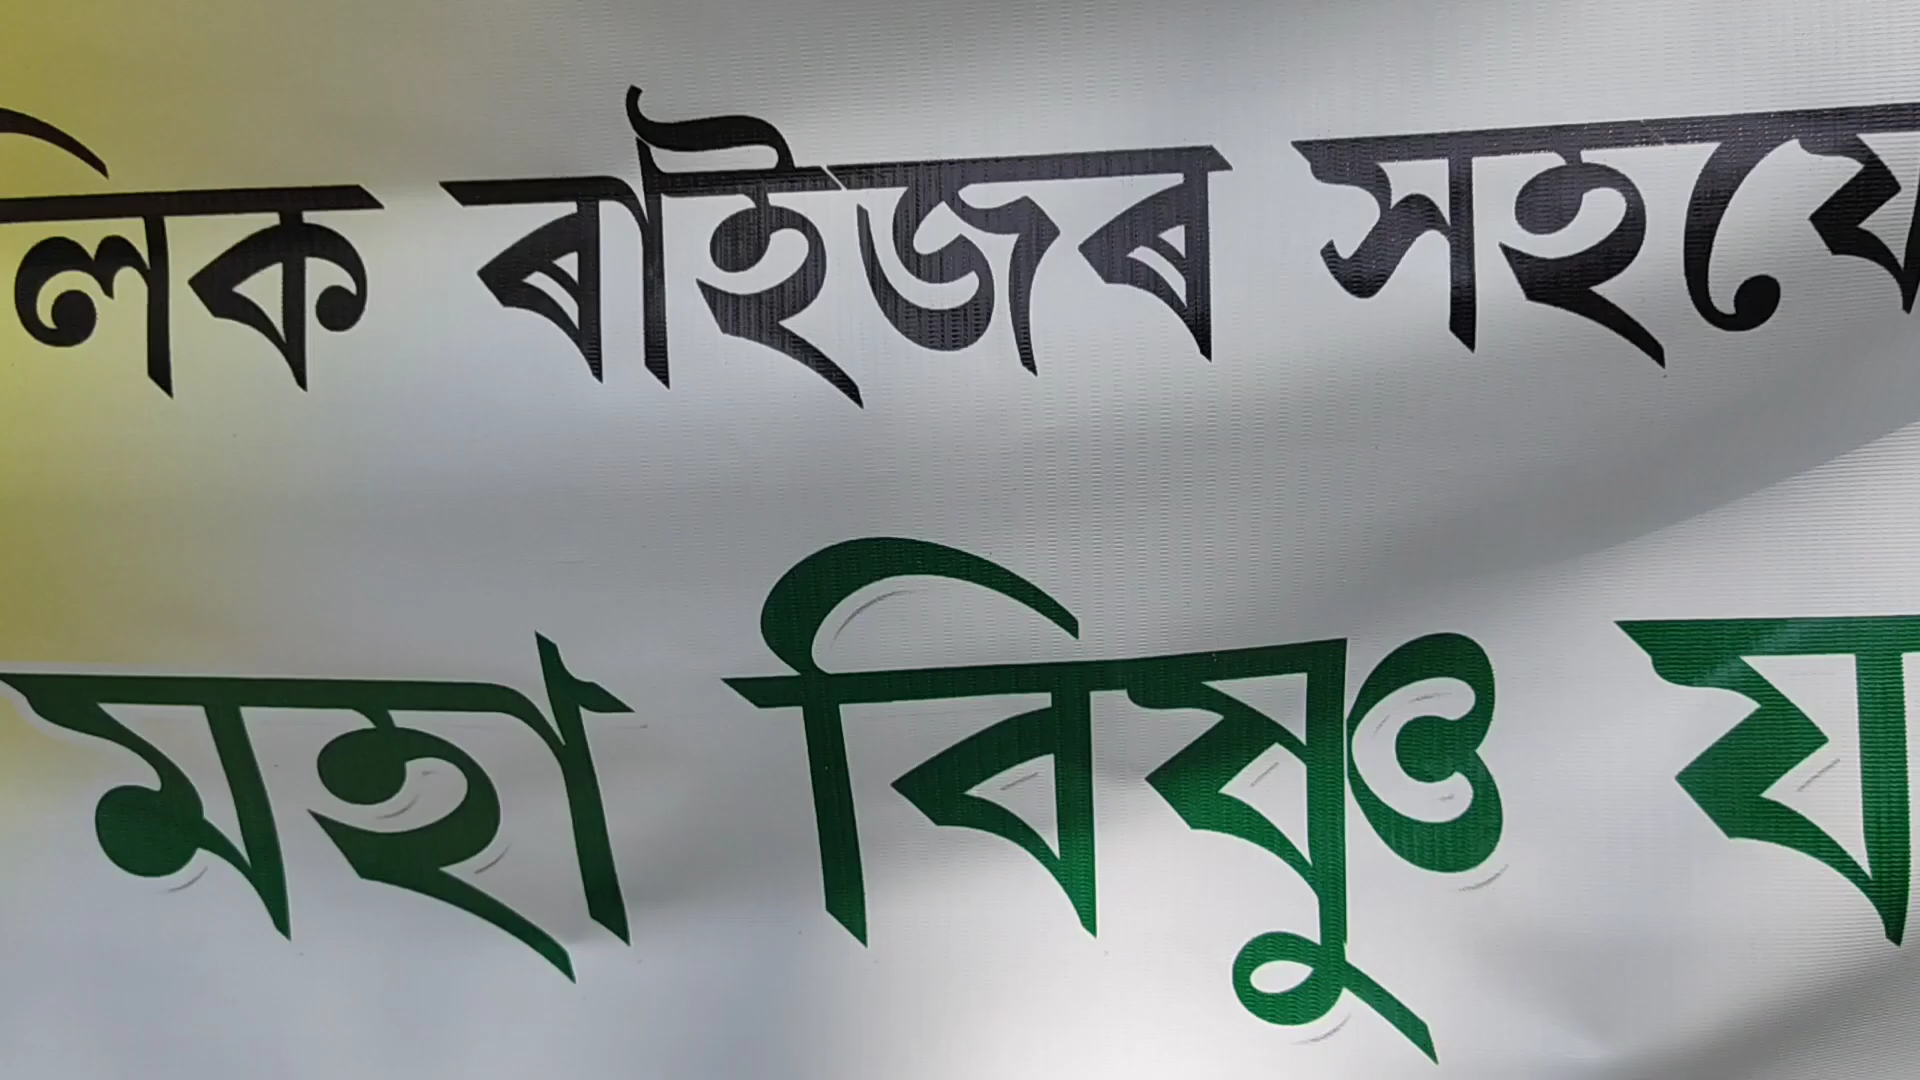 লিক ৰাইজৰ সহযো
মহা বিষ্ণু য